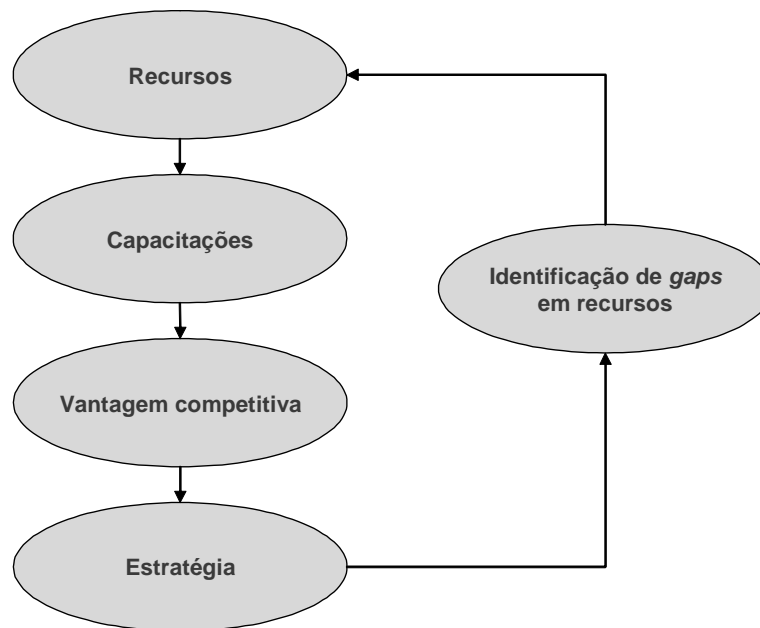 Recursos
Capacitações
Vantagem competitiva
Estratégia
Identificação de gaps
em recursos